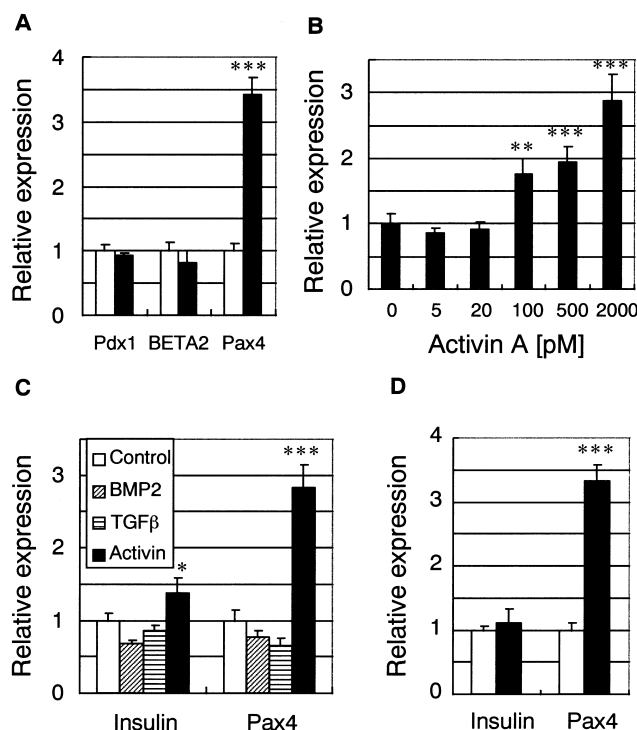 A
Relative expression
4
3
2
1
0
***
Pdx1 BETA2 Pax4
B
Relative expression
3
2
1
0
** *** ***
0 5 20 100 500 2000
Activin A [pM]
C
Relative expression
3
2
1
0
Control
BMP2
TGFβ
Activin
* ***
Insulin Pax4
D
Relative expression
4
3
2
1
0
***
Insulin Pax4